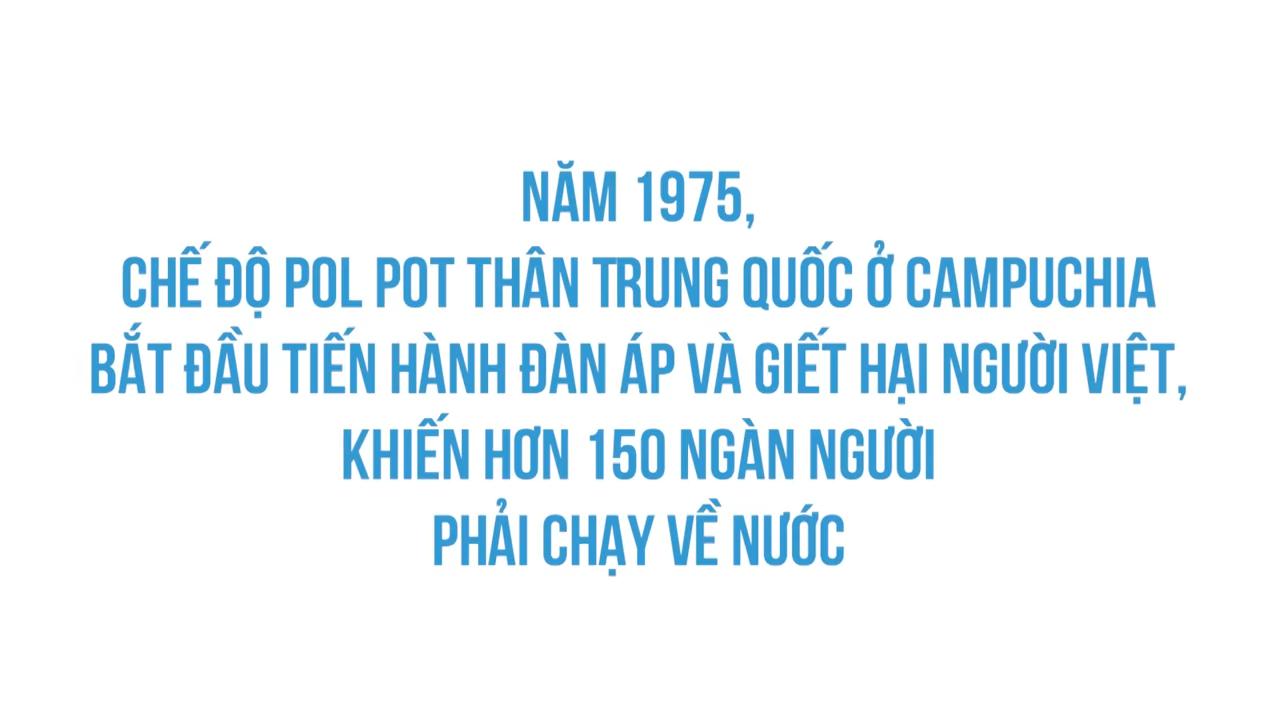 NĂM 1975,
CHẾ ĐỘ POL POT THÂN TRUNG QUỐC Ở CAMPUCHIA
BẮT ĐẦU TIẾN HÀNH ĐÀN ÁP VÀ GIẾT HẠI NGƯỜI VIỆT,
KHIẾN HƠN 150 NGÀN NGƯỜI
PHẢI CHẠY VỀ NƯỚC